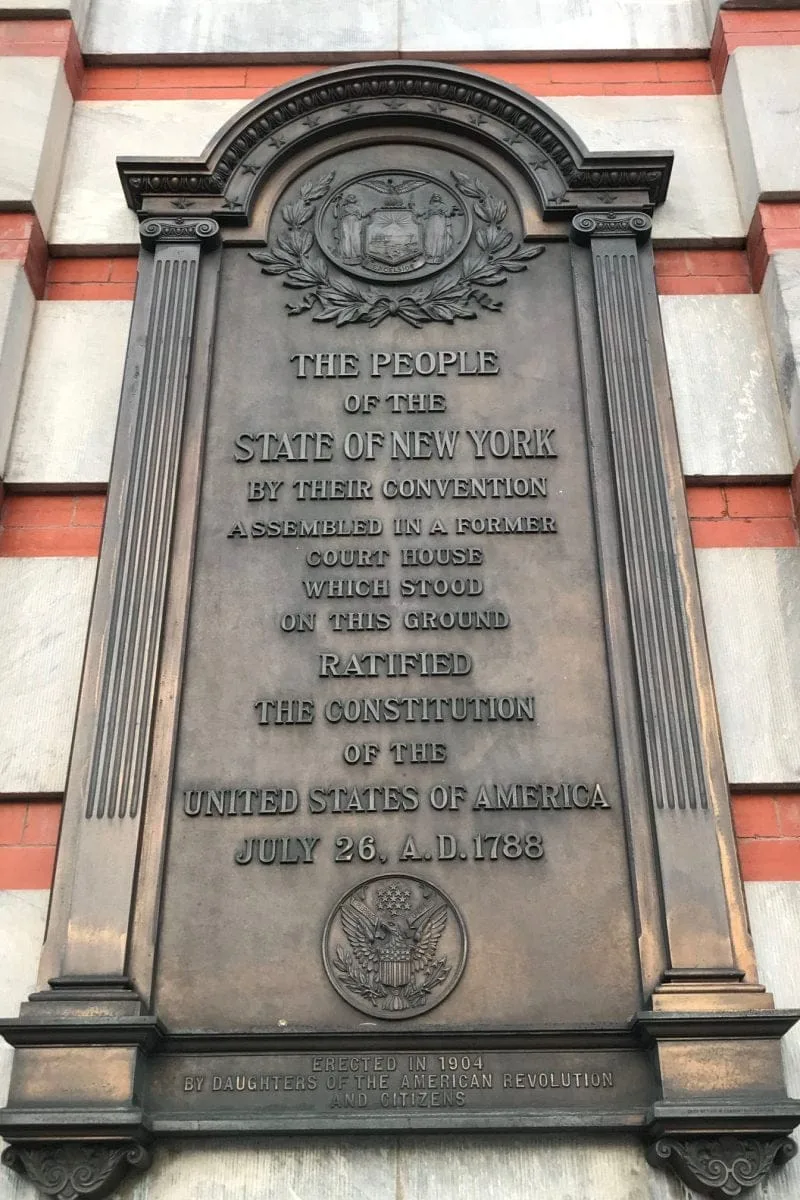 EXCELSIOR
THE PEOPLE
OF THE
STATE OF NEW YORK
BY THEIR CONVENTION
ASSEMBLED IN A FORMER
COURT HOUSE
WHICH STOOD
ON THIS GROUND
RATIFIED
THE CONSTITUTION
OF THE
UNITED STATES OF AMERICA
JULY 26, A.D. 1788
ERECTED IN 1904
BY DAUGHTERS OF THE AMERICAN REVOLUTION
AND CITIZENS